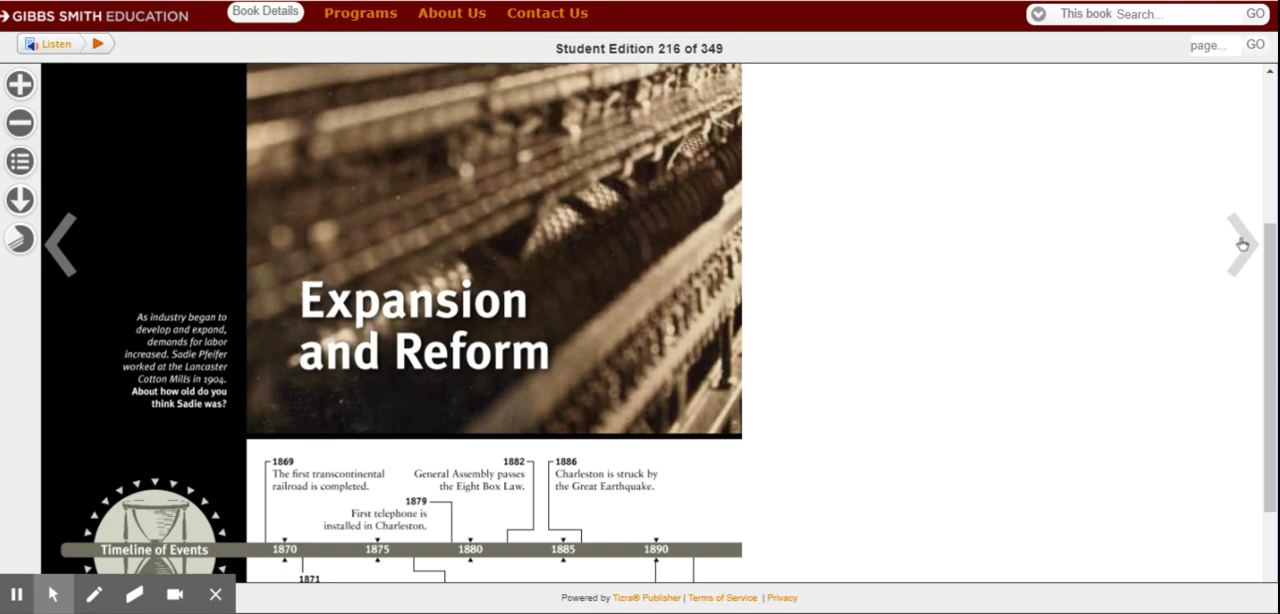 GIBBS SMITH EDUCATION
Book Details
Programs
About Us
Contact Us
This book
Search...
GO
Listen
Student Edition 216 of 349
page...
GO
Expansion
and Reform
As industry began to
develop and expand,
demands for labor
increased. Sadie Pfeifer
worked at the Lancaster
Cotton Mills in 1904.
About how old do you
think Sadie was?
1869
The first transcontinental
railroad is completed.
1879
First telephone is
installed in Charleston.
1882
General Assembly passes
the Eight Box Law.
1886
Charleston is struck by
the Great Earthquake.
Timeline of Events
1870 1875 1880 1885 1890
1871
Powered by Tizra® Publisher | Terms of Service | Privacy